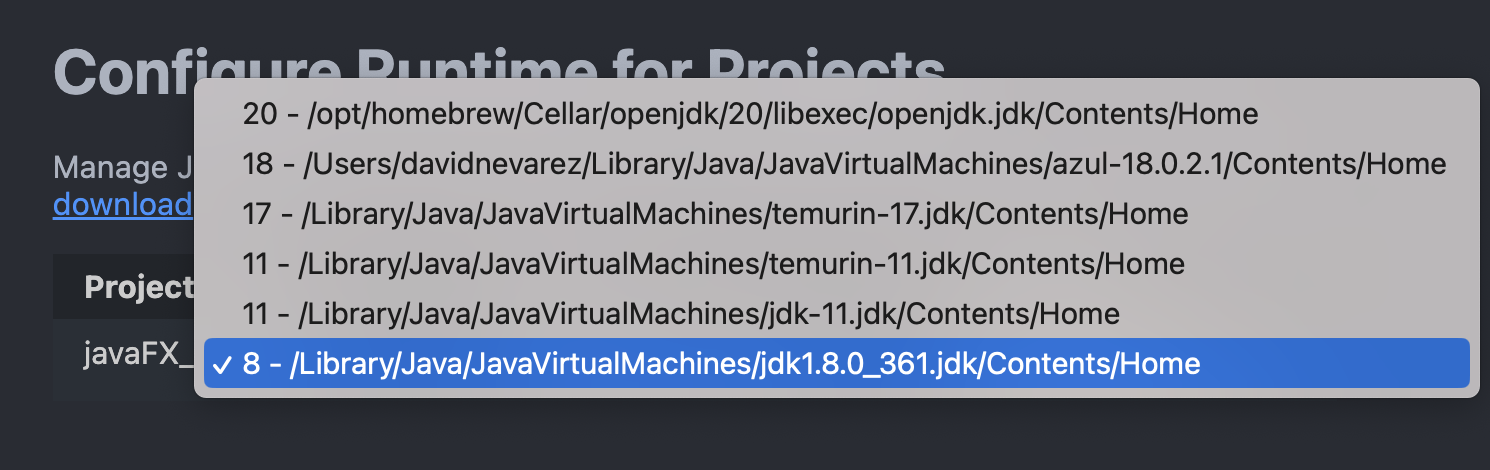 Configure Runtime for Projects
20 - /opt/homebrew/Cellar/openjdk/20/libexec/openjdk.jdk/Contents/Home
18 - /Users/davidnevarez/Library/Java/JavaVirtualMachines/azul-18.0.2.1/Contents/Home
Manage J
17 - /Library/Java/JavaVirtualMachines/temurin-17.jdk/Contents/Home
download
11 - /Library/Java/JavaVirtualMachines/temurin-11.jdk/Contents/Home
Project
11 - /Library/Java/JavaVirtualMachines/jdk-11.jdk/Contents/Home
javaFX_
✓ 8 - /Library/Java/JavaVirtualMachines/jdk1.8.0_361.jdk/Contents/Home